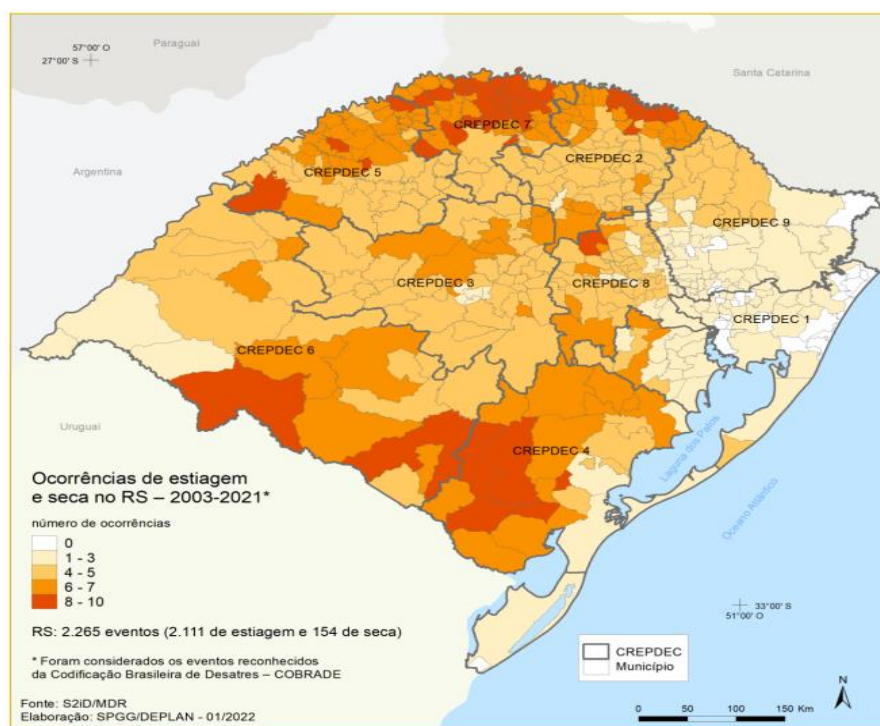 Paraguai
57°00' O
27°00' S
Santa Catarina
Argentina
CREPDEC 7
CREPDEC 2
CREPDEC 5
CREPDEC 9
CREPDEC 3
CREPDEC 8
CREPDEC 1
CREPDEC 6
Uruguai
CREPDEC 4
Laguna dos Patos
Oceano Atlântico
Ocorrências de estiagem
e seca no RS – 2003-2021*
número de ocorrências
0
1 - 3
4 - 5
6 - 7
8 - 10
33°00' S
51°00' O
RS: 2.265 eventos (2.111 de estiagem e 154 de seca)
* Foram considerados os eventos reconhecidos
da Codificação Brasileira de Desatres – COBRADE
CREPDEC
Município
N
Fonte: S2iD/MDR
Elaboração: SPGG/DEPLAN - 01/2022
0 50 100 150 Km